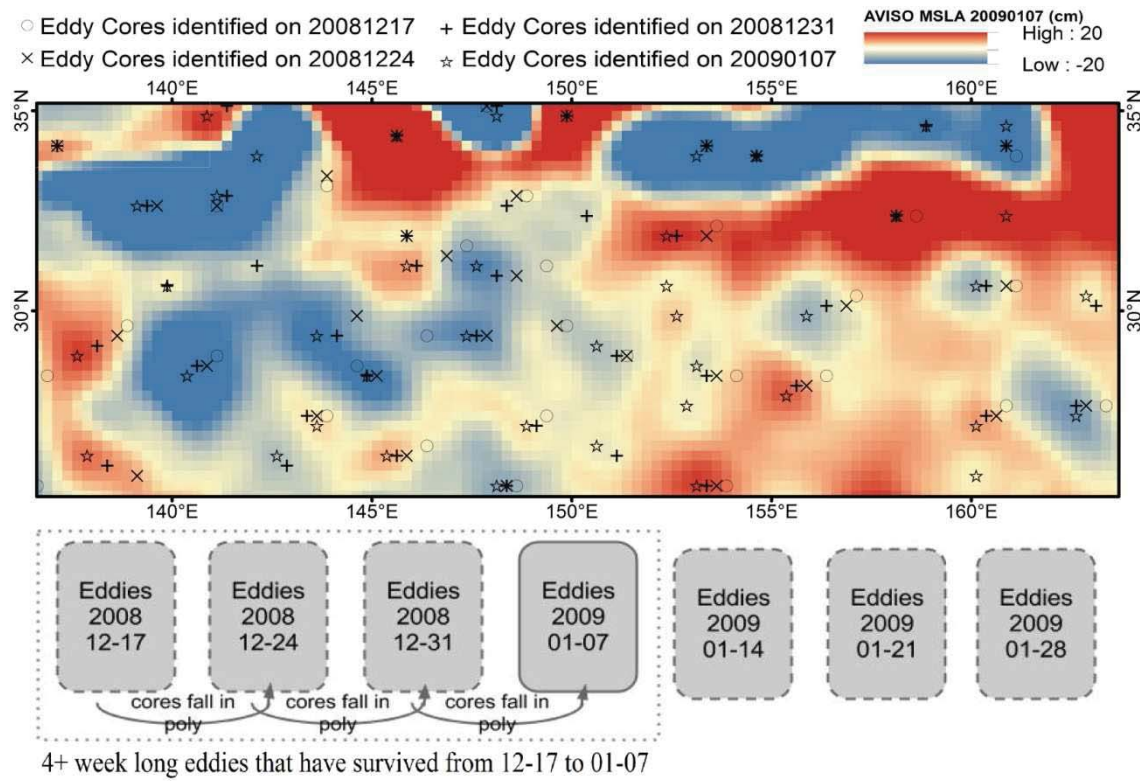 ○ Eddy Cores identified on 20081217 + Eddy Cores identified on 20081231
× Eddy Cores identified on 20081224 ☆ Eddy Cores identified on 20090107
AVISO MSLA 20090107 (cm)
High : 20
Low : -20
140°E 145°E 150°E 155°E 160°E
35°N 35°N
30°N 30°N
140°E 145°E 150°E 155°E 160°E
Eddies
2008
12-17
Eddies
2008
12-24
Eddies
2008
12-31
Eddies
2009
01-07
Eddies
2009
01-14
Eddies
2009
01-21
Eddies
2009
01-28
cores fall in
poly
cores fall in
poly
cores fall in
poly
4+ week long eddies that have survived from 12-17 to 01-07